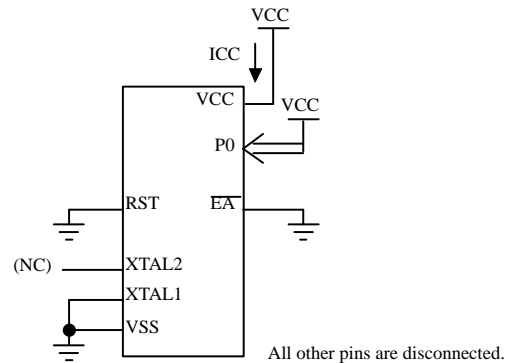 VCC
ICC
VCC
VCC
P0
RST
EA
(NC)
XTAL2
XTAL1
VSS
All other pins are disconnected.